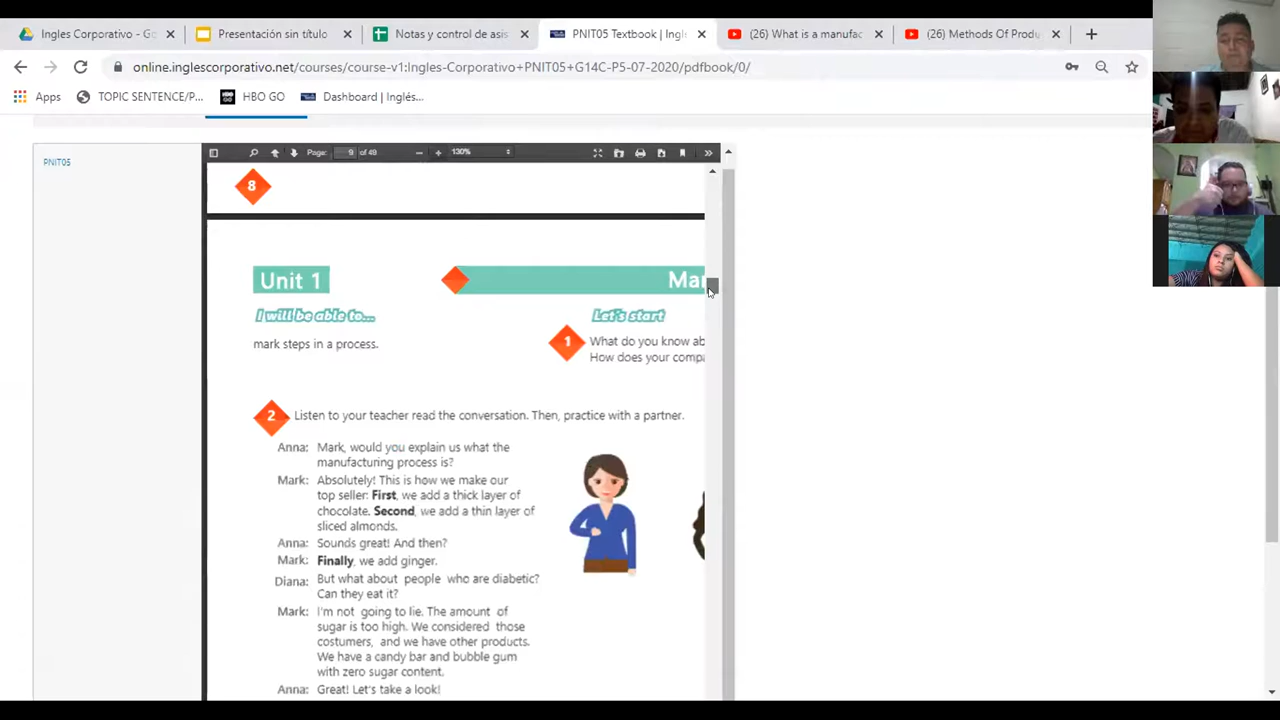 Ingles Corporativo - Go
Presentación sin título
Notas y control de asis
PNIT05 Textbook | Ingl
(26) What is a manufac
(26) Methods Of Produ
online.inglescorporativo.net/courses/course-v1:Ingles-Corporativo+PNIT05+G14C-P5-07-2020/pdfbook/0/
Apps
TOPIC SENTENCE/P...
HBO GO
Dashboard | Inglés...
PNIT05
Page: 9 of 49
130%
8
Unit 1
Mar
I will be able to...
Let's start
mark steps in a process.
1
What do you know ab
How does your compa
2
Listen to your teacher read the conversation. Then, practice with a partner.
Anna: Mark, would you explain us what the
manufacturing process is?
Mark: Absolutely! This is how we make our
top seller: First, we add a thick layer of
chocolate. Second, we add a thin layer of
sliced almonds.
Anna: Sounds great! And then?
Mark: Finally, we add ginger.
Diana: But what about people who are diabetic?
Can they eat it?
Mark: I'm not going to lie. The amount of
sugar is too high. We considered those
costumers, and we have other products.
We have a candy bar and bubble gum
with zero sugar content.
Anna: Great! Let's take a look!